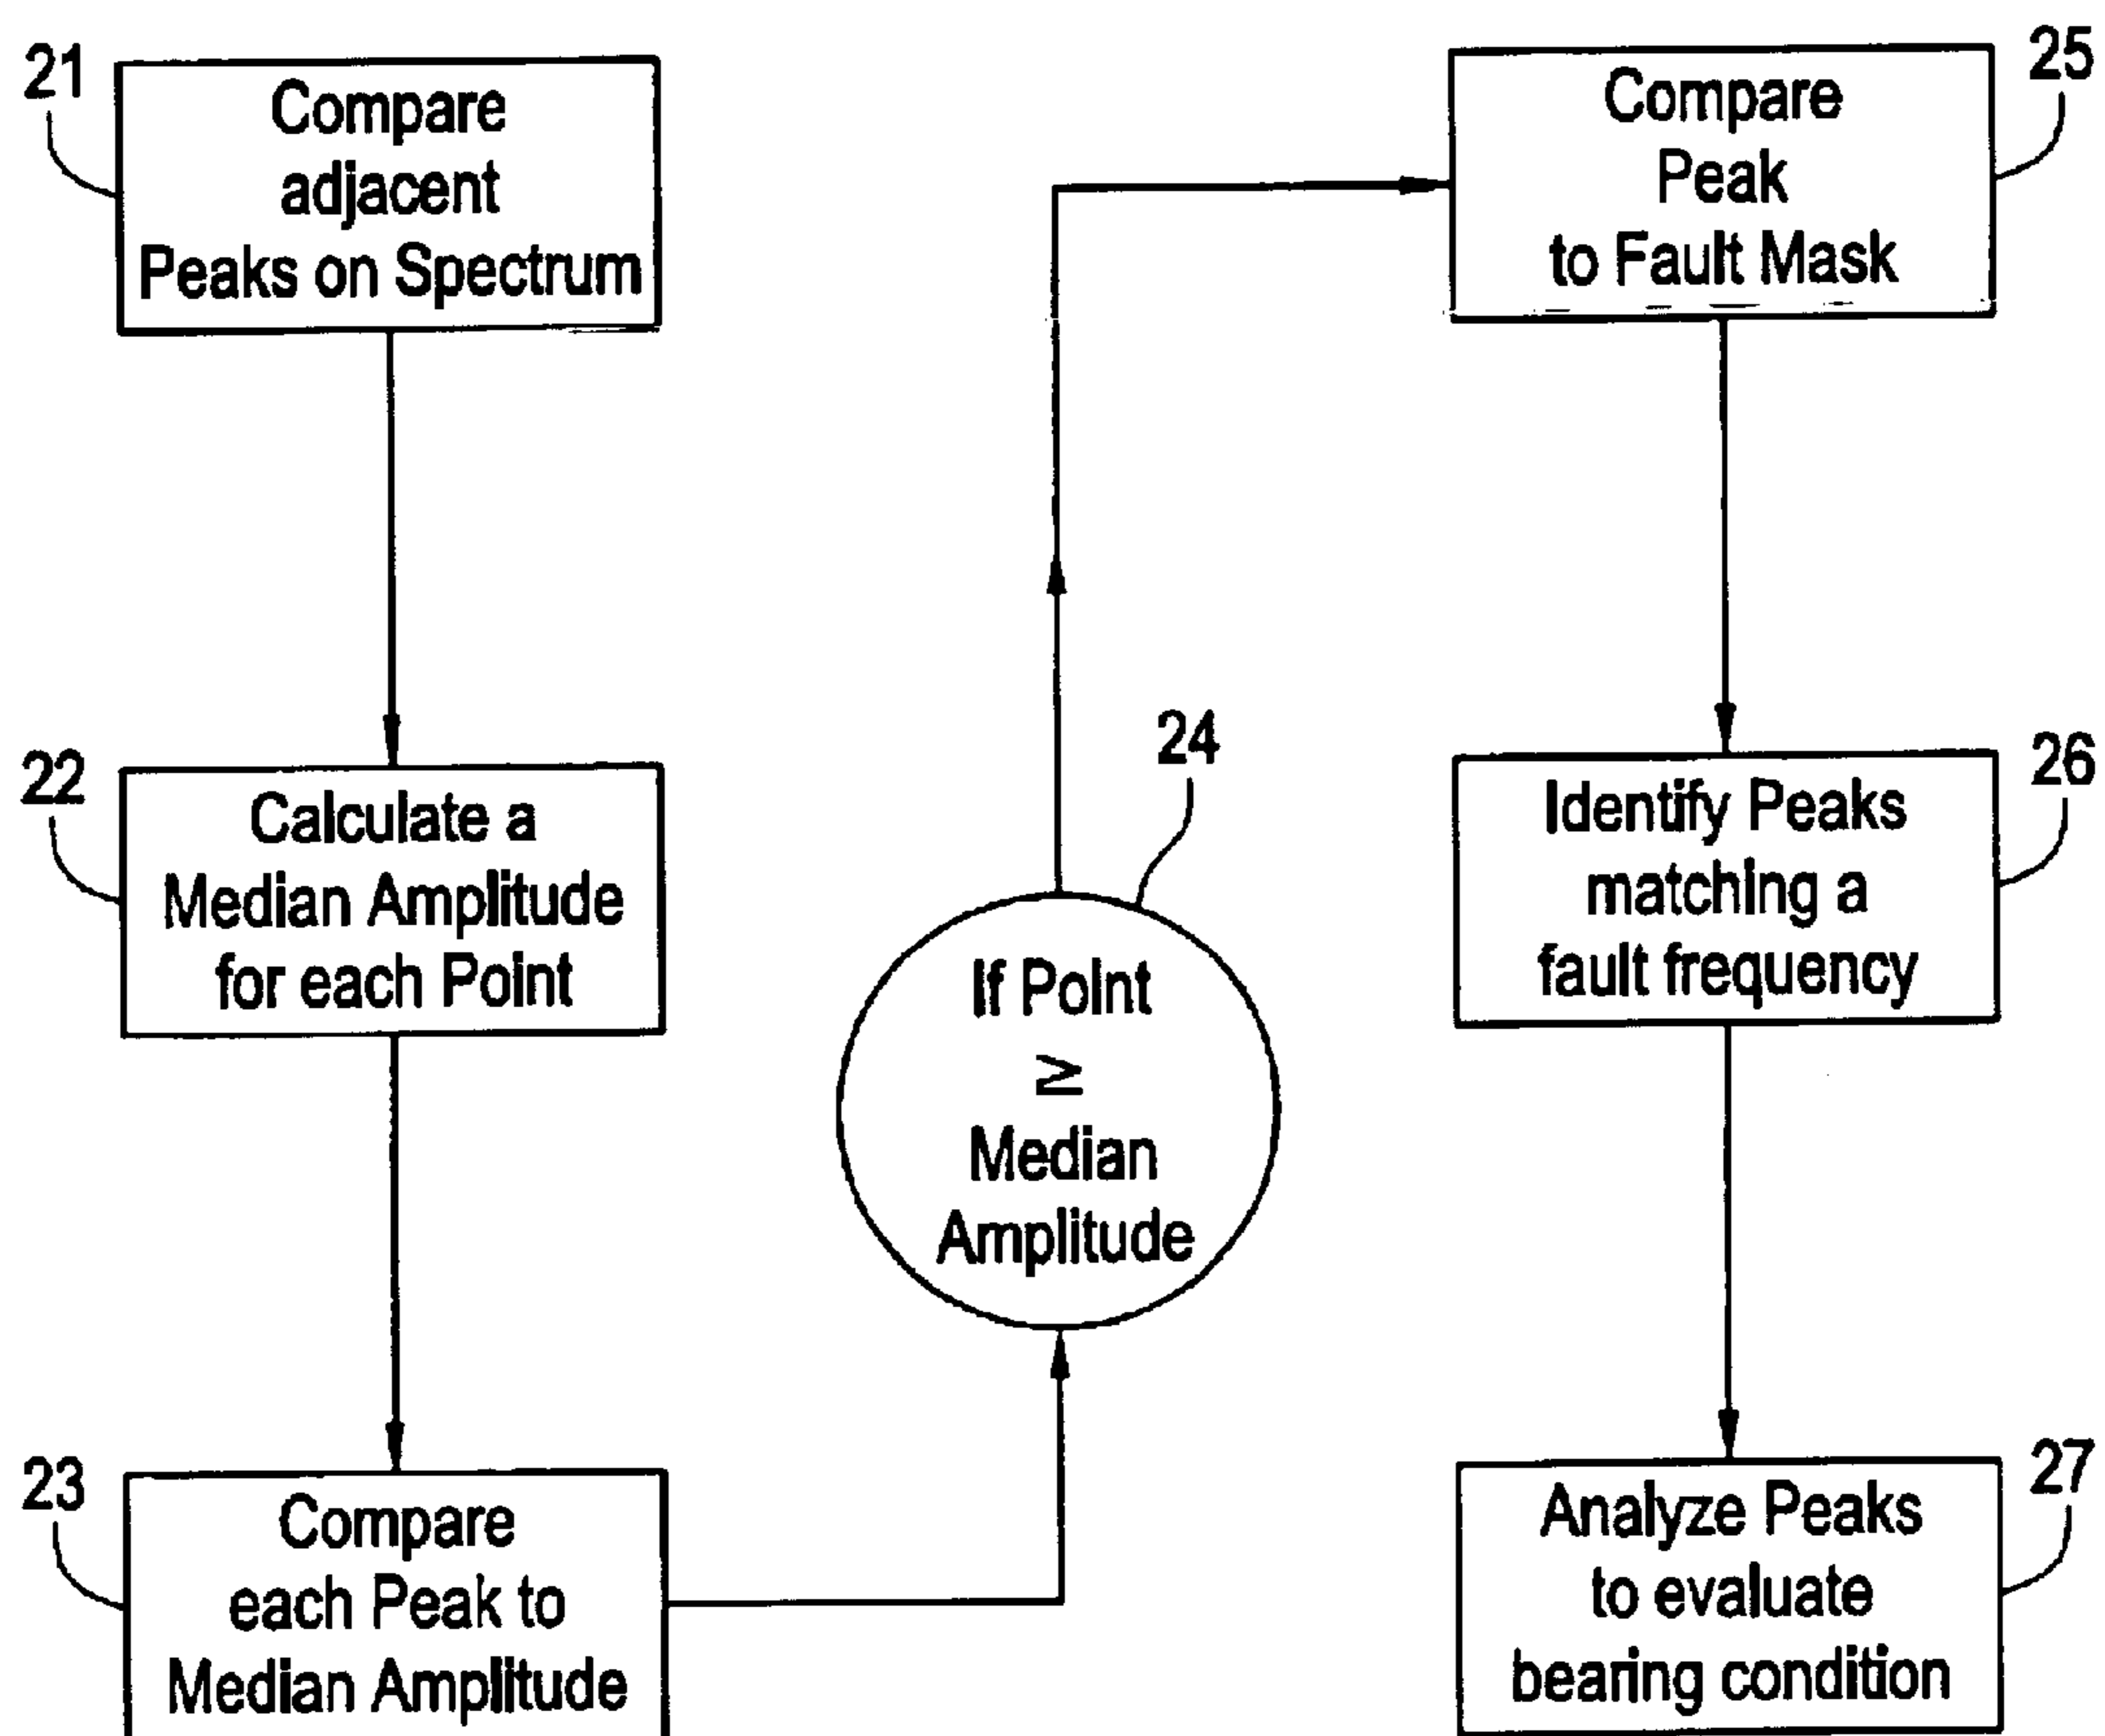 21
Compare
adjacent
Peaks on Spectrum
22
Calculate a
Median Amplitude
for each Point
23
Compare
each Peak to
Median Amplitude
24
If Point
≥
Median
Amplitude
25
Compare
Peak
to Fault Mask
26
Identify Peaks
matching a
fault frequency
27
Analyze Peaks
to evaluate
bearing condition